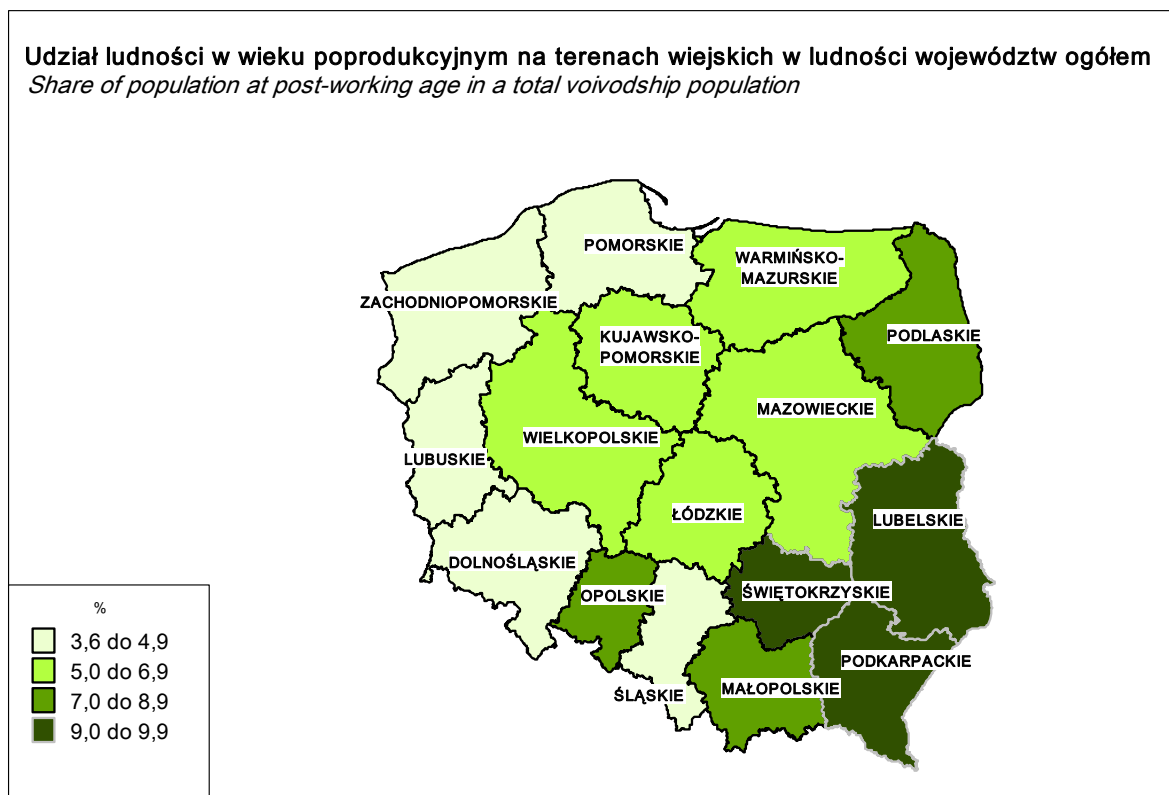 Udział ludności w wieku poprodukcyjnym na terenach wiejskich w ludności województw ogółem
Share of population at post-working age in a total voivodship population
POMORSKIE
WARMIŃSKO-
MAZURSKIE
ZACHODNIOPOMORSKIE
KUJAWSKO-
POMORSKIE
PODLASKIE
MAZOWIECKIE
WIELKOPOLSKIE
LUBUSKIE
ŁÓDZKIE
LUBELSKIE
DOLNOŚLĄSKIE
OPOLSKIE
ŚWIĘTOKRZYSKIE
PODKARPACKIE
ŚLĄSKIE
MAŁOPOLSKIE
%
3,6 do 4,9
5,0 do 6,9
7,0 do 8,9
9,0 do 9,9